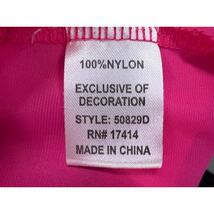 100%NYLON
EXCLUSIVE OF
DECORATION
STYLE: 50829D
RN# 17414
MADE IN CHINA